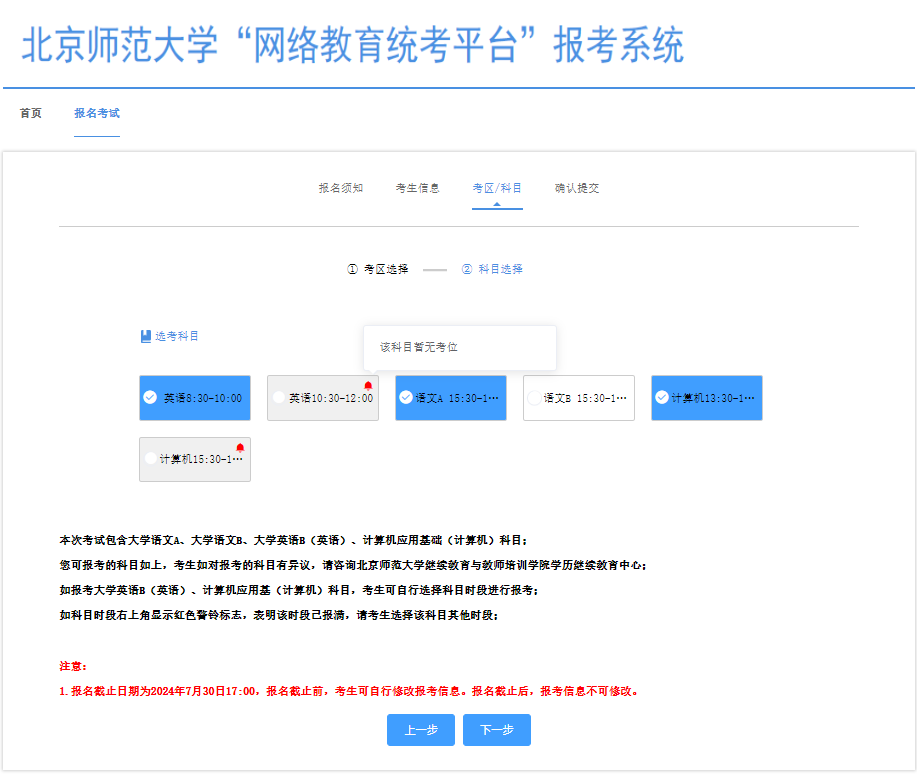 北京师范大学“网络教育统考平台”报考系统
首页 报名考试
报名须知 考生信息 考区/科目 确认提交
① 考区选择 ② 科目选择
选考科目
该科目暂无考位
英语8:30-10:00 英语10:30-12:00 语文A 15:30-1… 语文B 15:30-1… 计算机13:30-1…
计算机15:30-1…
本次考试包含大学语文A、大学语文B、大学英语B（英语）、计算机应用基础（计算机）科目；
您可报考的科目如上，考生如对报考的科目有异议，请咨询北京师范大学继续教育与教师培训学院学历继续教育中心；
如报考大学英语B（英语）、计算机应用基（计算机）科目，考生可自行选择科目时段进行报考；
如科目时段右上角显示红色警铃标志，表明该时段已报满，请考生选择该科目其他时段；
注意：
1.报名截止日期为2024年7月30日17:00，报名截止前，考生可自行修改报考信息。报名截止后，报考信息不可修改。
上一步 下一步